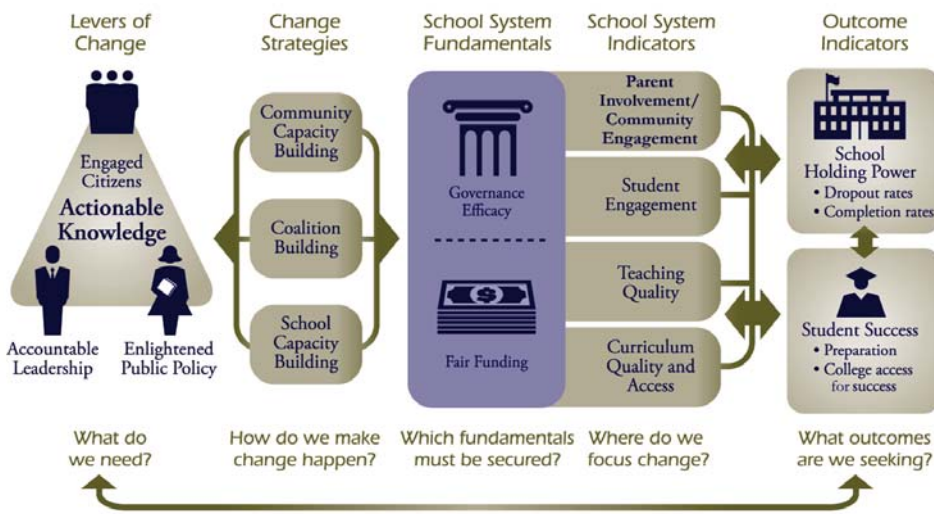 Levers of
Change
Change
Strategies
School System
Fundamentals
School System
Indicators
Outcome
Indicators
Engaged
Citizens
Actionable
Knowledge
Accountable
Leadership
Enlightened
Public Policy
Community
Capacity
Building
Coalition
Building
School
Capacity
Building
Governance
Efficacy
$
Fair Funding
Parent
Involvement/
Community
Engagement
Student
Engagement
Teaching
Quality
Curriculum
Quality and
Access
School
Holding Power
• Dropout rates
• Completion rates
Student Success
• Preparation
• College access
for success
What do
we need?
How do we make
change happen?
Which fundamentals
must be secured?
Where do we
focus change?
What outcomes
are we seeking?